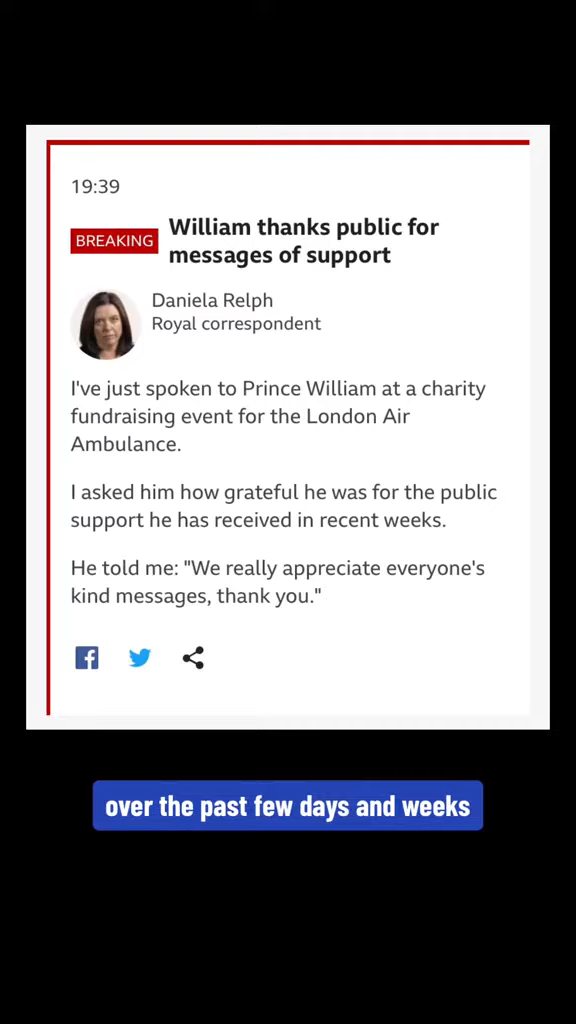 19:39
BREAKING
William thanks public for
messages of support
Daniela Relph
Royal correspondent
I've just spoken to Prince William at a charity
fundraising event for the London Air
Ambulance.
I asked him how grateful he was for the public
support he has received in recent weeks.
He told me: "We really appreciate everyone's
kind messages, thank you."
over the past few days and weeks